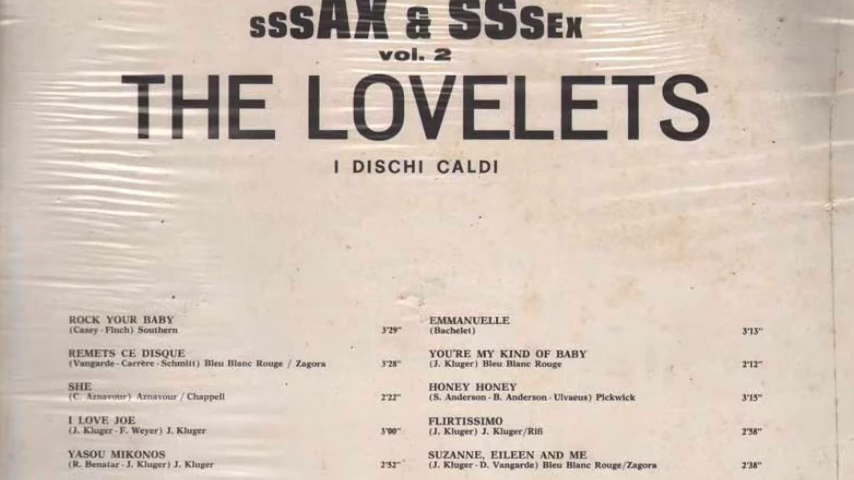 sssAX & SSSEX
vol. 2
THE LOVELETS
I DISCHI CALDI
ROCK YOUR BABY
(Casey - Finch) Southern 3'29"
REMETS CE DISQUE
(Vangarde - Carrère - Schmitt) Bleu Blanc Rouge / Zagora 3'28"
SHE
(C. Aznavour) Aznavour / Chappell 2'22"
I LOVE JOE
(J. Kluger - F. Weyer) J. Kluger 3'00"
YASOU MIKONOS
(R. Benatar - J. Kluger) J. Kluger 2'52"
EMMANUELLE
(Bachelet) 3'13"
YOU'RE MY KIND OF BABY
(J. Kluger) Bleu Blanc Rouge 2'12"
HONEY HONEY
(S. Anderson - B. Anderson - Ulvaeus) Pickwick 3'15"
FLIRTISSIMO
(J. Kluger) J. Kluger/Rifi 2'58"
SUZANNE, EILEEN AND ME
(J. Kluger - D. Vangarde) Bleu Blanc Rouge/Zagora 2'38"